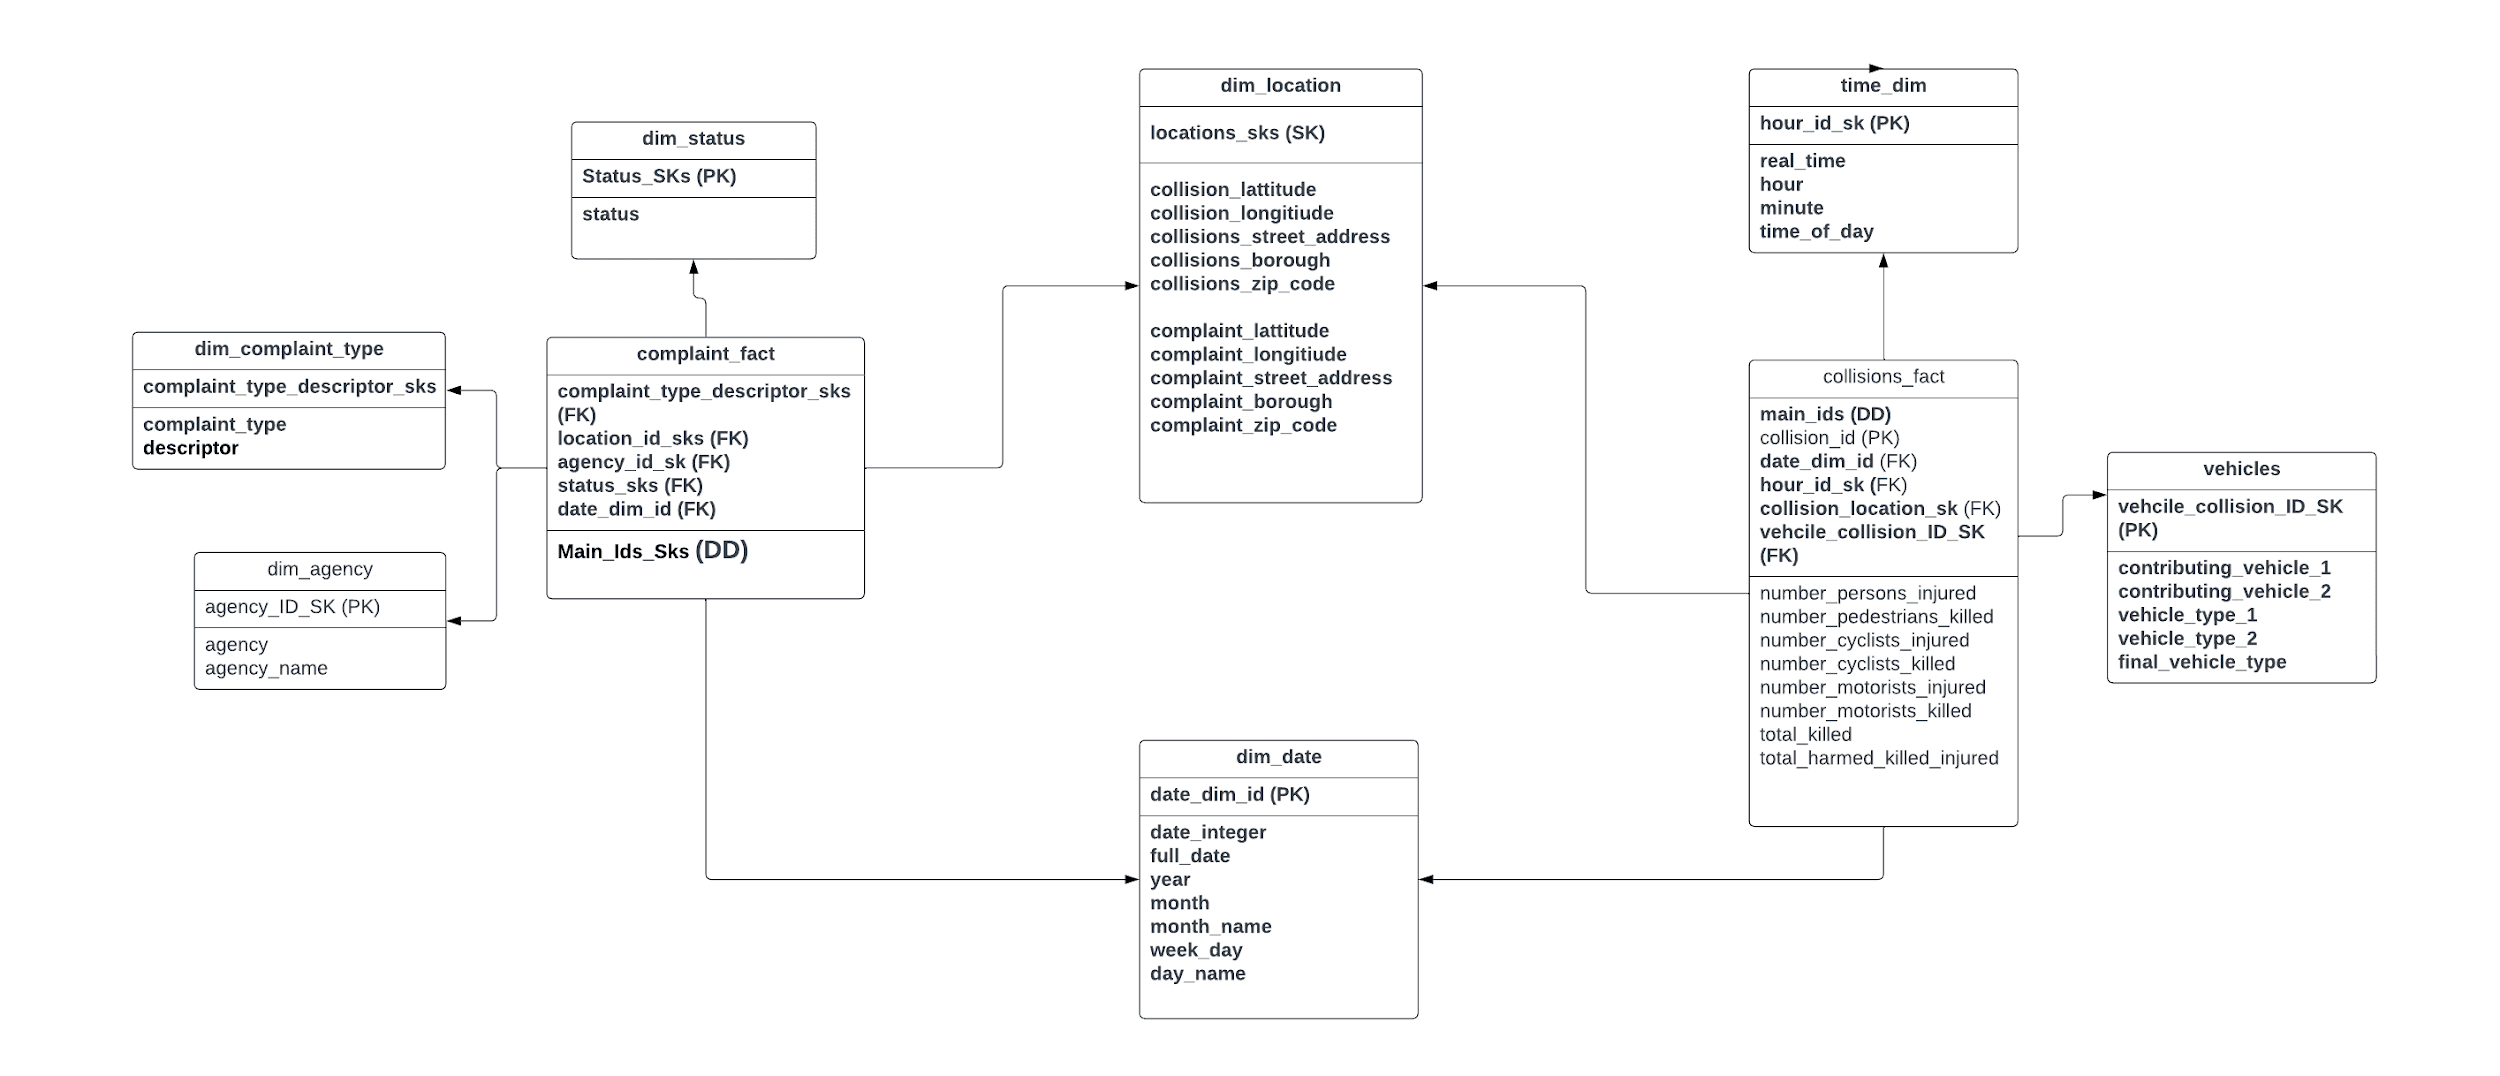 dim_location
locations_sks (SK)
collision_lattitude
collision_longitiude
collisions_street_address
collisions_borough
collisions_zip_code
complaint_lattitude
complaint_longitiude
complaint_street_address
complaint_borough
complaint_zip_code
time_dim
hour_id_sk (PK)
real_time
hour
minute
time_of_day
dim_status
Status_SKs (PK)
status
dim_complaint_type
complaint_type_descriptor_sks
complaint_type
descriptor
complaint_fact
complaint_type_descriptor_sks
(FK)
location_id_sks (FK)
agency_id_sk (FK)
status_sks (FK)
date_dim_id (FK)
Main_Ids_Sks (DD)
collisions_fact
main_ids (DD)
collision_id (PK)
date_dim_id (FK)
hour_id_sk (FK)
collision_location_sk (FK)
vehcile_collision_ID_SK
(FK)
number_persons_injured
number_pedestrians_killed
number_cyclists_injured
number_cyclists_killed
number_motorists_injured
number_motorists_killed
total_killed
total_harmed_killed_injured
vehicles
vehcile_collision_ID_SK
(PK)
contributing_vehicle_1
contributing_vehicle_2
vehicle_type_1
vehicle_type_2
final_vehicle_type
dim_agency
agency_ID_SK (PK)
agency
agency_name
dim_date
date_dim_id (PK)
date_integer
full_date
year
month
month_name
week_day
day_name